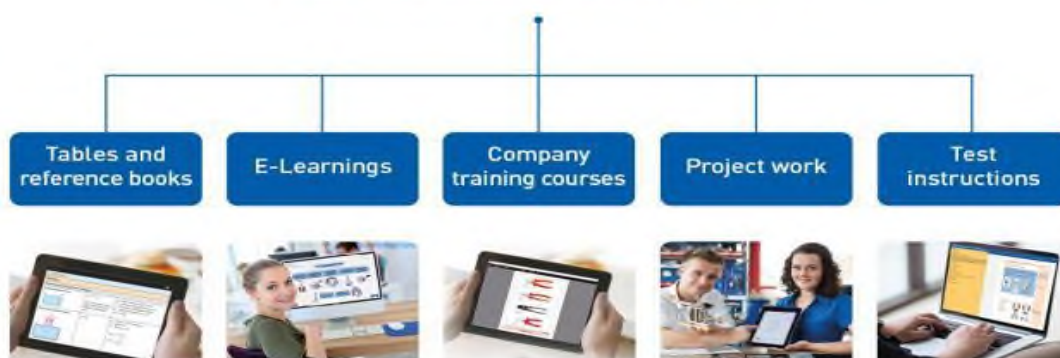 Tables and
reference books
E-Learnings
Company
training courses
Project work
Test
instructions